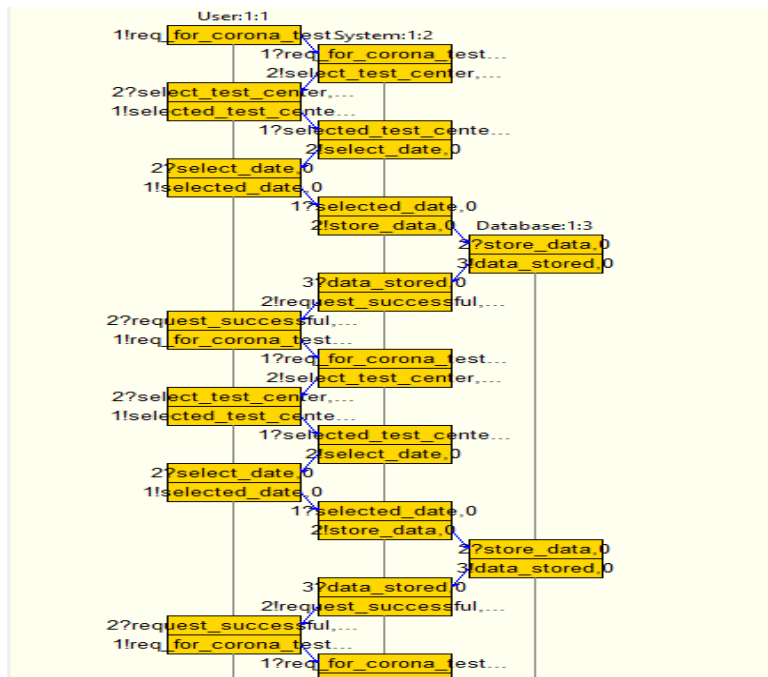 User:1:1
1!req_for_corona_test...
System:1:2
1?req_for_corona_test...
2!select_test_center,...
2?select_test_center,...
1!selected_test_cente...
1?selected_test_cente...
2!select_date,0
2?select_date,0
1!selected_date,0
1?selected_date,0
2!store_data,0
Database:1:3
2?store_data,0
3!data_stored,0
3?data_stored,0
2!request_successful,...
2?request_successful,...
1!req_for_corona_test...
1?req_for_corona_test...
2!select_test_center,...
2?select_test_center,...
1!selected_test_cente...
1?selected_test_cente...
2!select_date,0
2?select_date,0
1!selected_date,0
1?selected_date,0
2!store_data,0
2?store_data,0
3!data_stored,0
3?data_stored,0
2!request_successful,...
2?request_successful,...
1!req_for_corona_test...
1?req_for_corona_test...